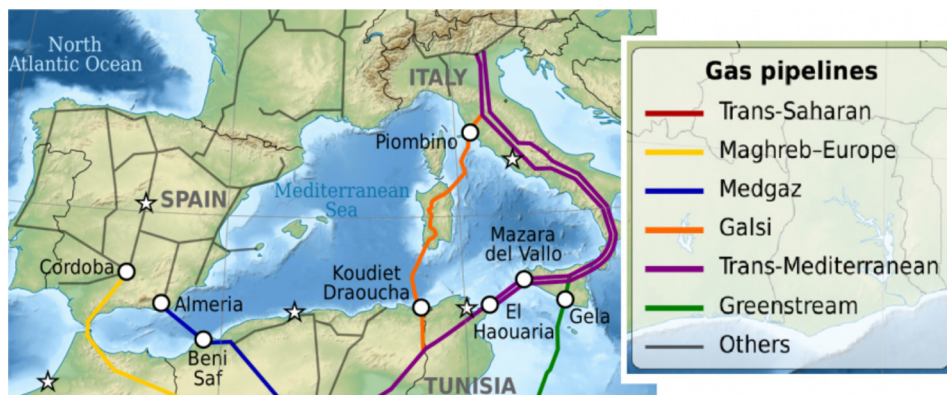 North
Atlantic Ocean
ITALY
Piombino
SPAIN
Mediterranean
Sea
Mazara
del Vallo
Cordoba
Koudiet
Draoucha
Almeria
El
Haouaria
Gela
Beni
Saf
TUNISIA
Gas pipelines
Trans-Saharan
Maghreb–Europe
Medgaz
Galsi
Trans-Mediterranean
Greenstream
Others